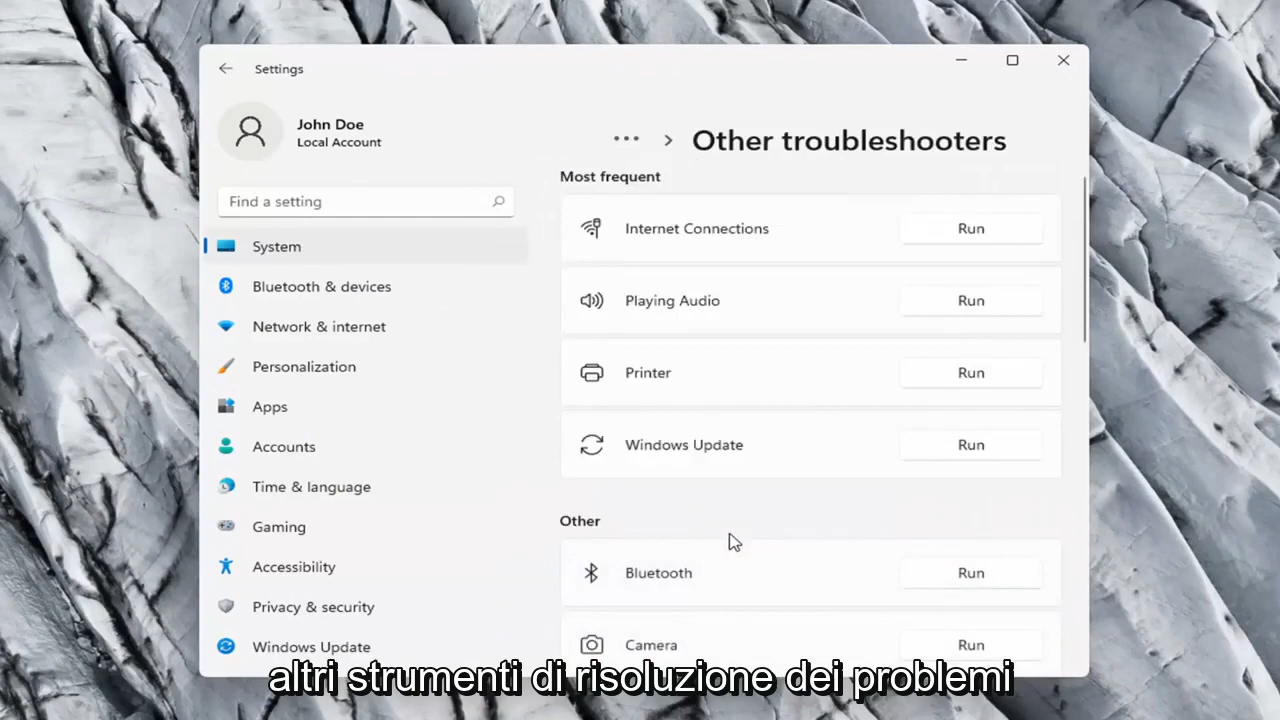 Settings
John Doe
Local Account
Find a setting
System
Bluetooth & devices
Network & internet
Personalization
Apps
Accounts
Time & language
Gaming
Accessibility
Privacy & security
Windows Update
... > Other troubleshooters
Most frequent
Internet Connections Run
Playing Audio Run
Printer Run
Windows Update Run
Other
Bluetooth Run
Camera Run
altri strumenti di risoluzione dei problemi